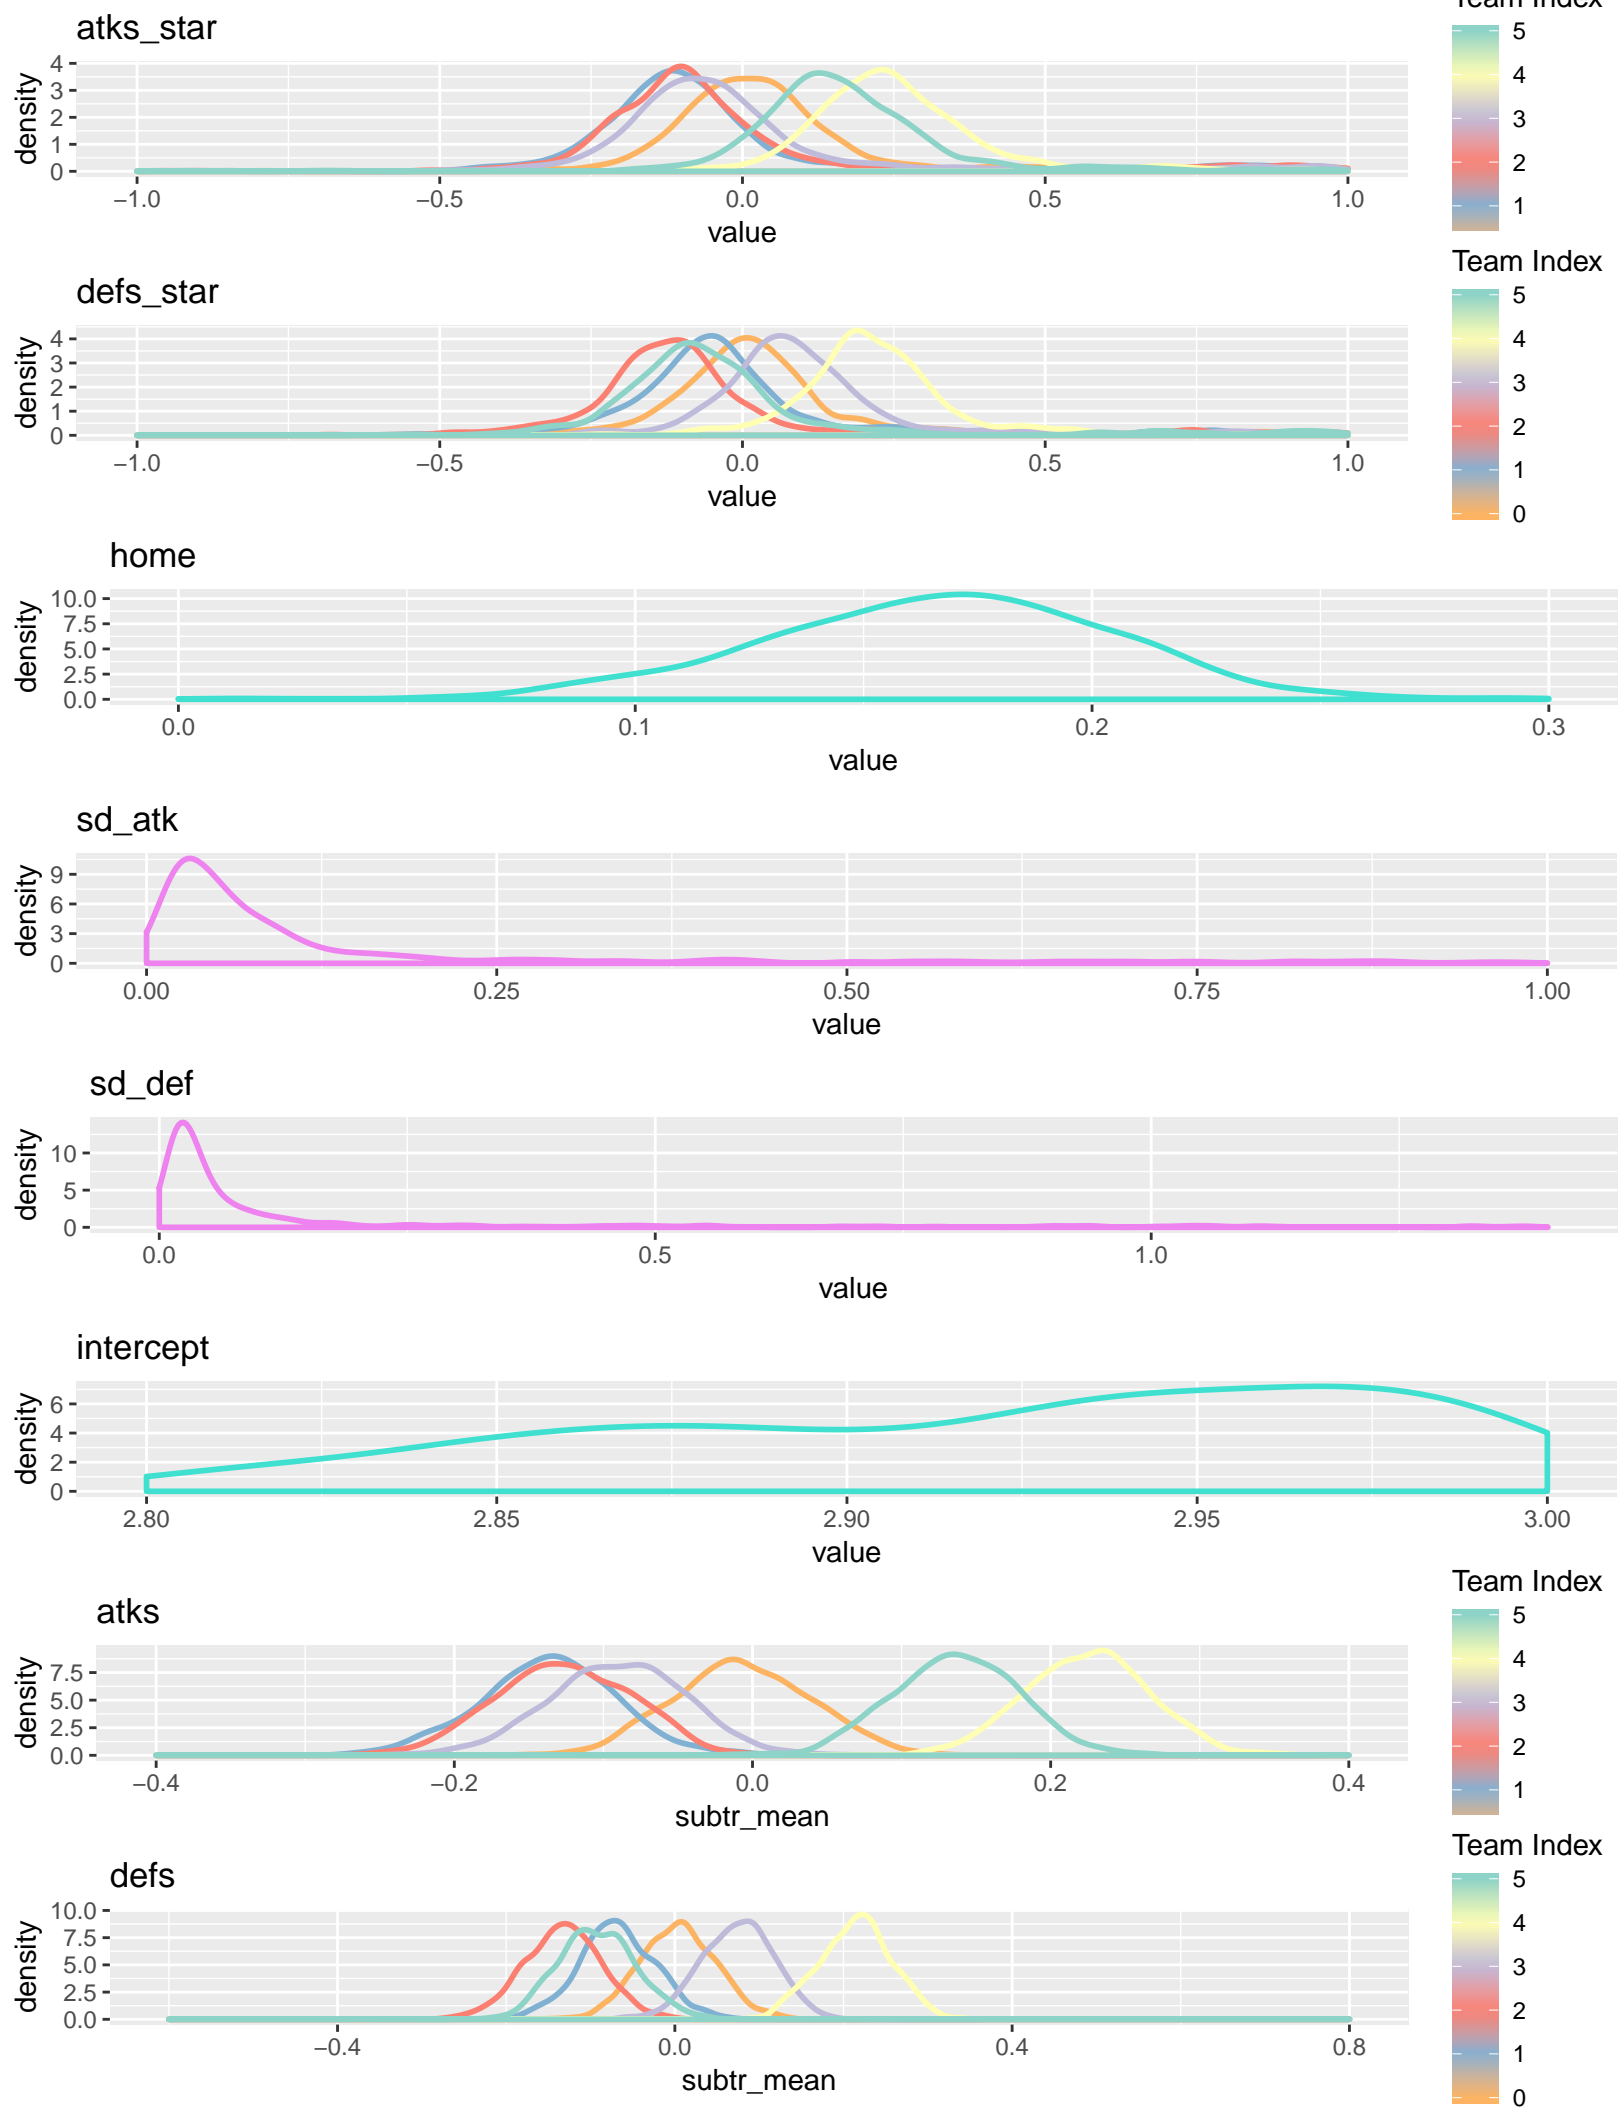 atks_star
Team Index
density
4
3
2
1
0
−1.0 −0.5 0.0 0.5 1.0
value
5
4
3
2
1
defs_star
Team Index
density
4
3
2
1
0
−1.0 −0.5 0.0 0.5 1.0
value
5
4
3
2
1
0
home
density
10.0
7.5
5.0
2.5
0.0
0.0 0.1 0.2 0.3
value
sd_atk
density
9
6
3
0
0.00 0.25 0.50 0.75 1.00
value
sd_def
density
10
5
0
0.0 0.5 1.0
value
intercept
density
6
4
2
0
2.80 2.85 2.90 2.95 3.00
value
atks
Team Index
density
7.5
5.0
2.5
0.0
−0.4 −0.2 0.0 0.2 0.4
subtr_mean
5
4
3
2
1
defs
Team Index
density
10.0
7.5
5.0
2.5
0.0
−0.4 0.0 0.4 0.8
subtr_mean
5
4
3
2
1
0